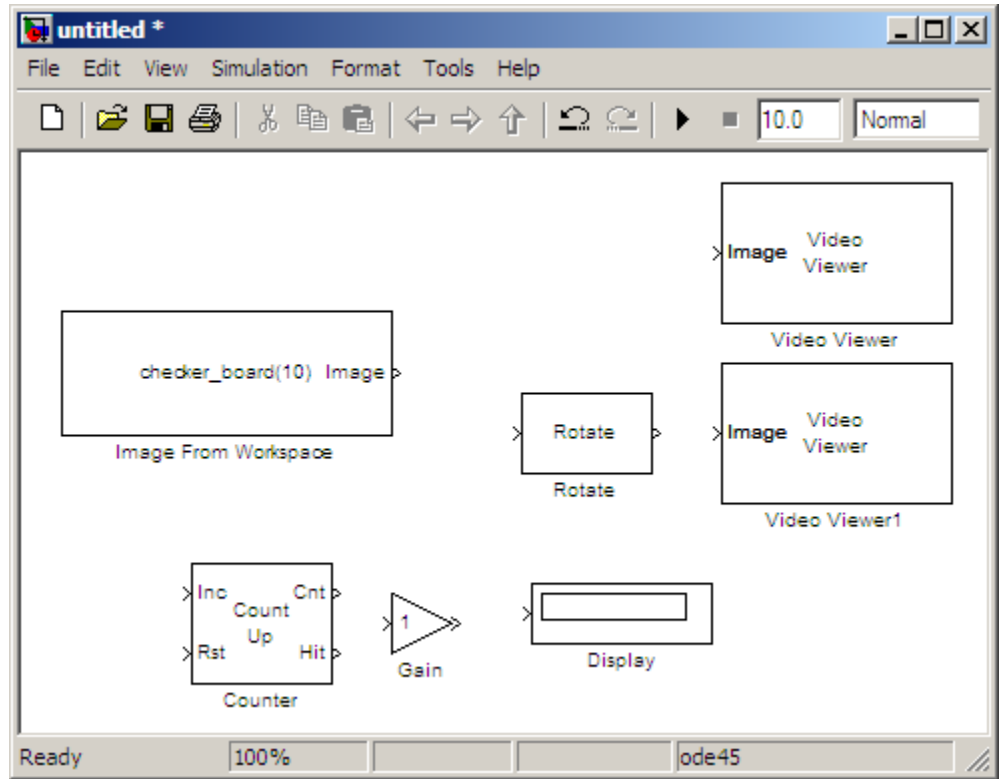 untitled *
File Edit View Simulation Format Tools Help
10.0 Normal
Image Video
Viewer
Video Viewer
checker_board(10) Image
Image From Workspace
Rotate
Rotate
Image Video
Viewer
Video Viewer1
Inc Cnt
Count
Up
Rst Hit
Counter
1
Gain
Display
Ready 100% ode45